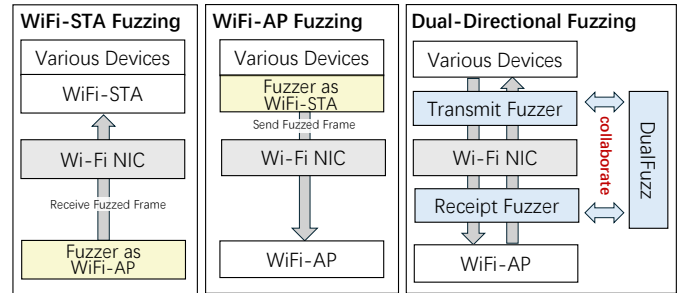 WiFi-STA Fuzzing
Various Devices
WiFi-STA
Wi-Fi NIC
Receive Fuzzed Frame
Fuzzer as
WiFi-AP
WiFi-AP Fuzzing
Various Devices
Fuzzer as
WiFi-STA
Send Fuzzed Frame
Wi-Fi NIC
WiFi-AP
Dual-Directional Fuzzing
Various Devices
Transmit Fuzzer
Wi-Fi NIC
Receipt Fuzzer
WiFi-AP
collaborate
DualFuzz